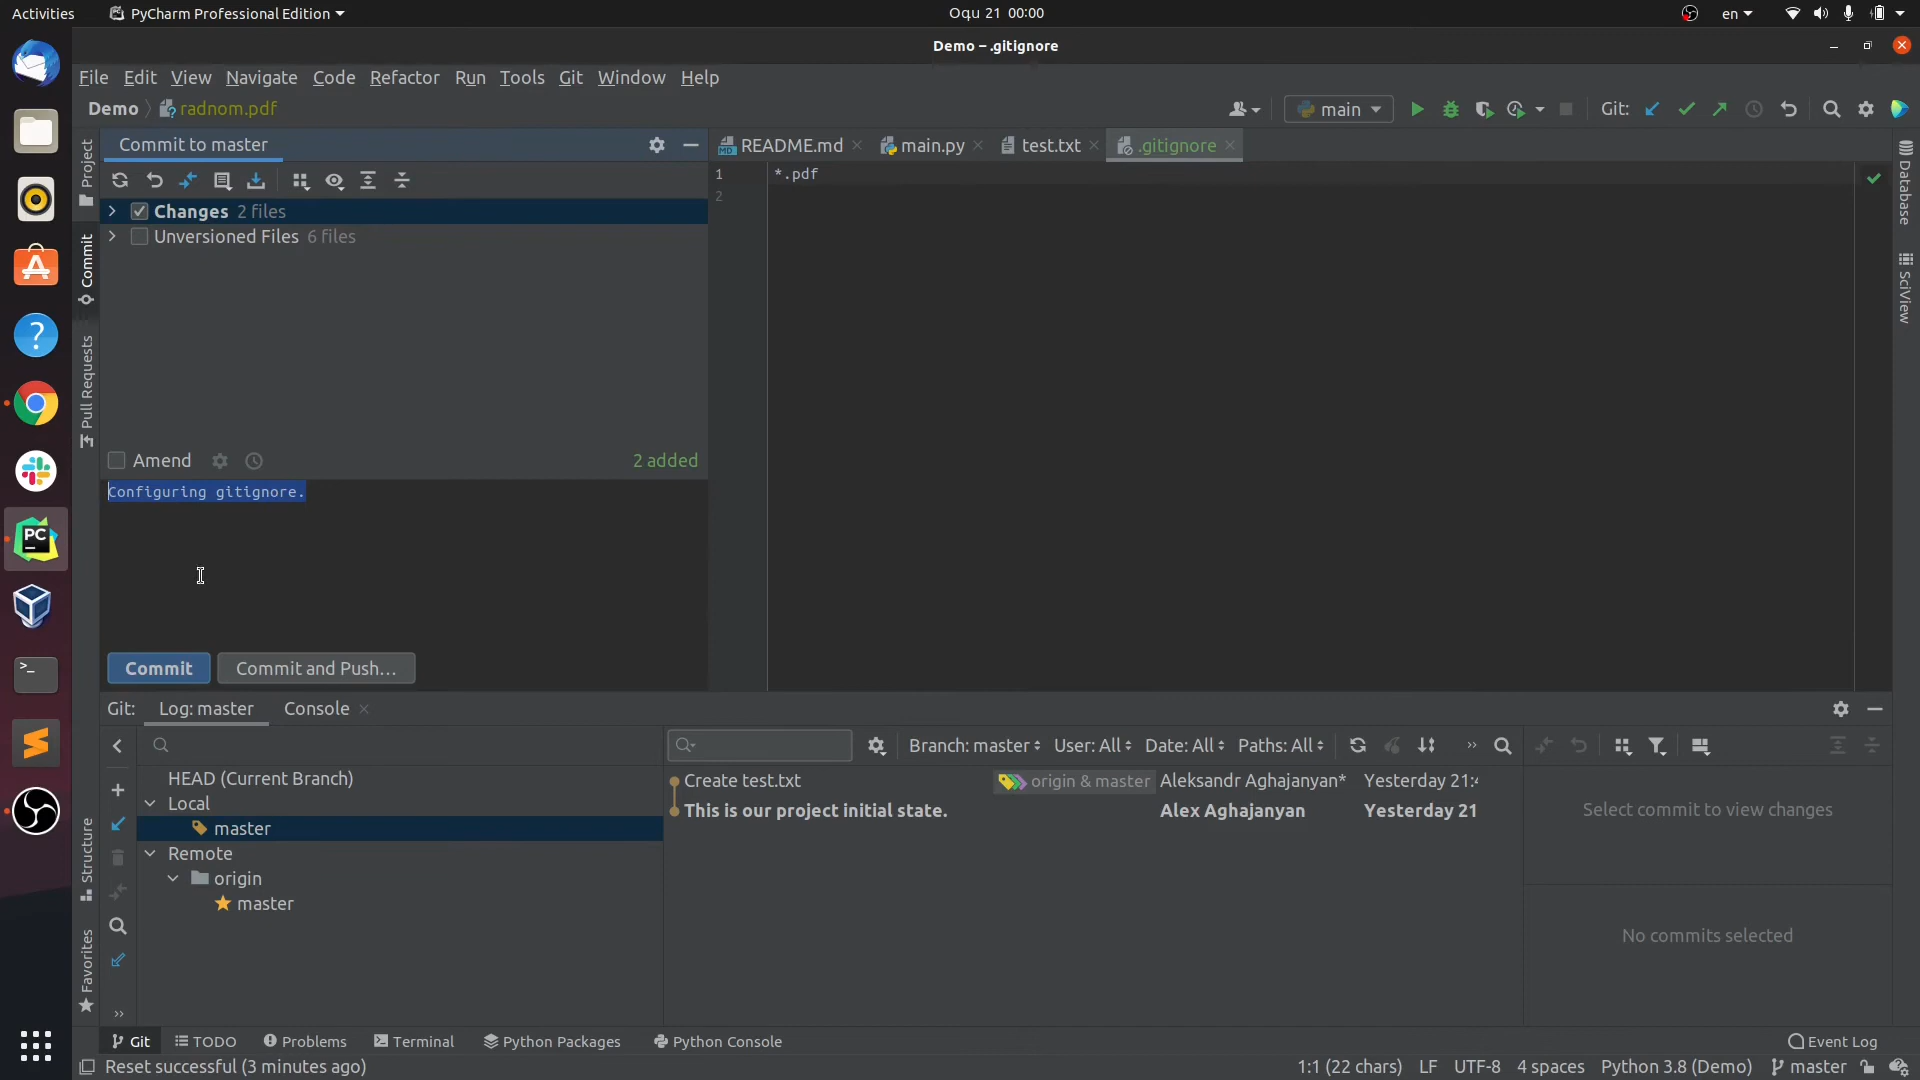 Activities
PyCharm Professional Edition
Օգս 21 00:00
en
Demo – .gitignore
File Edit View Navigate Code Refactor Run Tools Git Window Help
Demo
radnom.pdf
main
Git:
Project
Commit
Pull Requests
Structure
Favorites
Commit to master
Changes 2 files
Unversioned Files 6 files
Amend
2 added
Configuring gitignore.
Commit
Commit and Push...
README.md
main.py
test.txt
.gitignore
1 *.pdf
2
Database
SciView
Git:
Log: master
Console
HEAD (Current Branch)
Local
master
Remote
origin
master
Branch: master
User: All
Date: All
Paths: All
Create test.txt origin & master Aleksandr Aghajanyan* Yesterday 21:4
This is our project initial state. Alex Aghajanyan Yesterday 21
Select commit to view changes
No commits selected
Git
TODO
Problems
Terminal
Python Packages
Python Console
Event Log
Reset successful (3 minutes ago)
1:1 (22 chars) LF UTF-8 4 spaces Python 3.8 (Demo) master